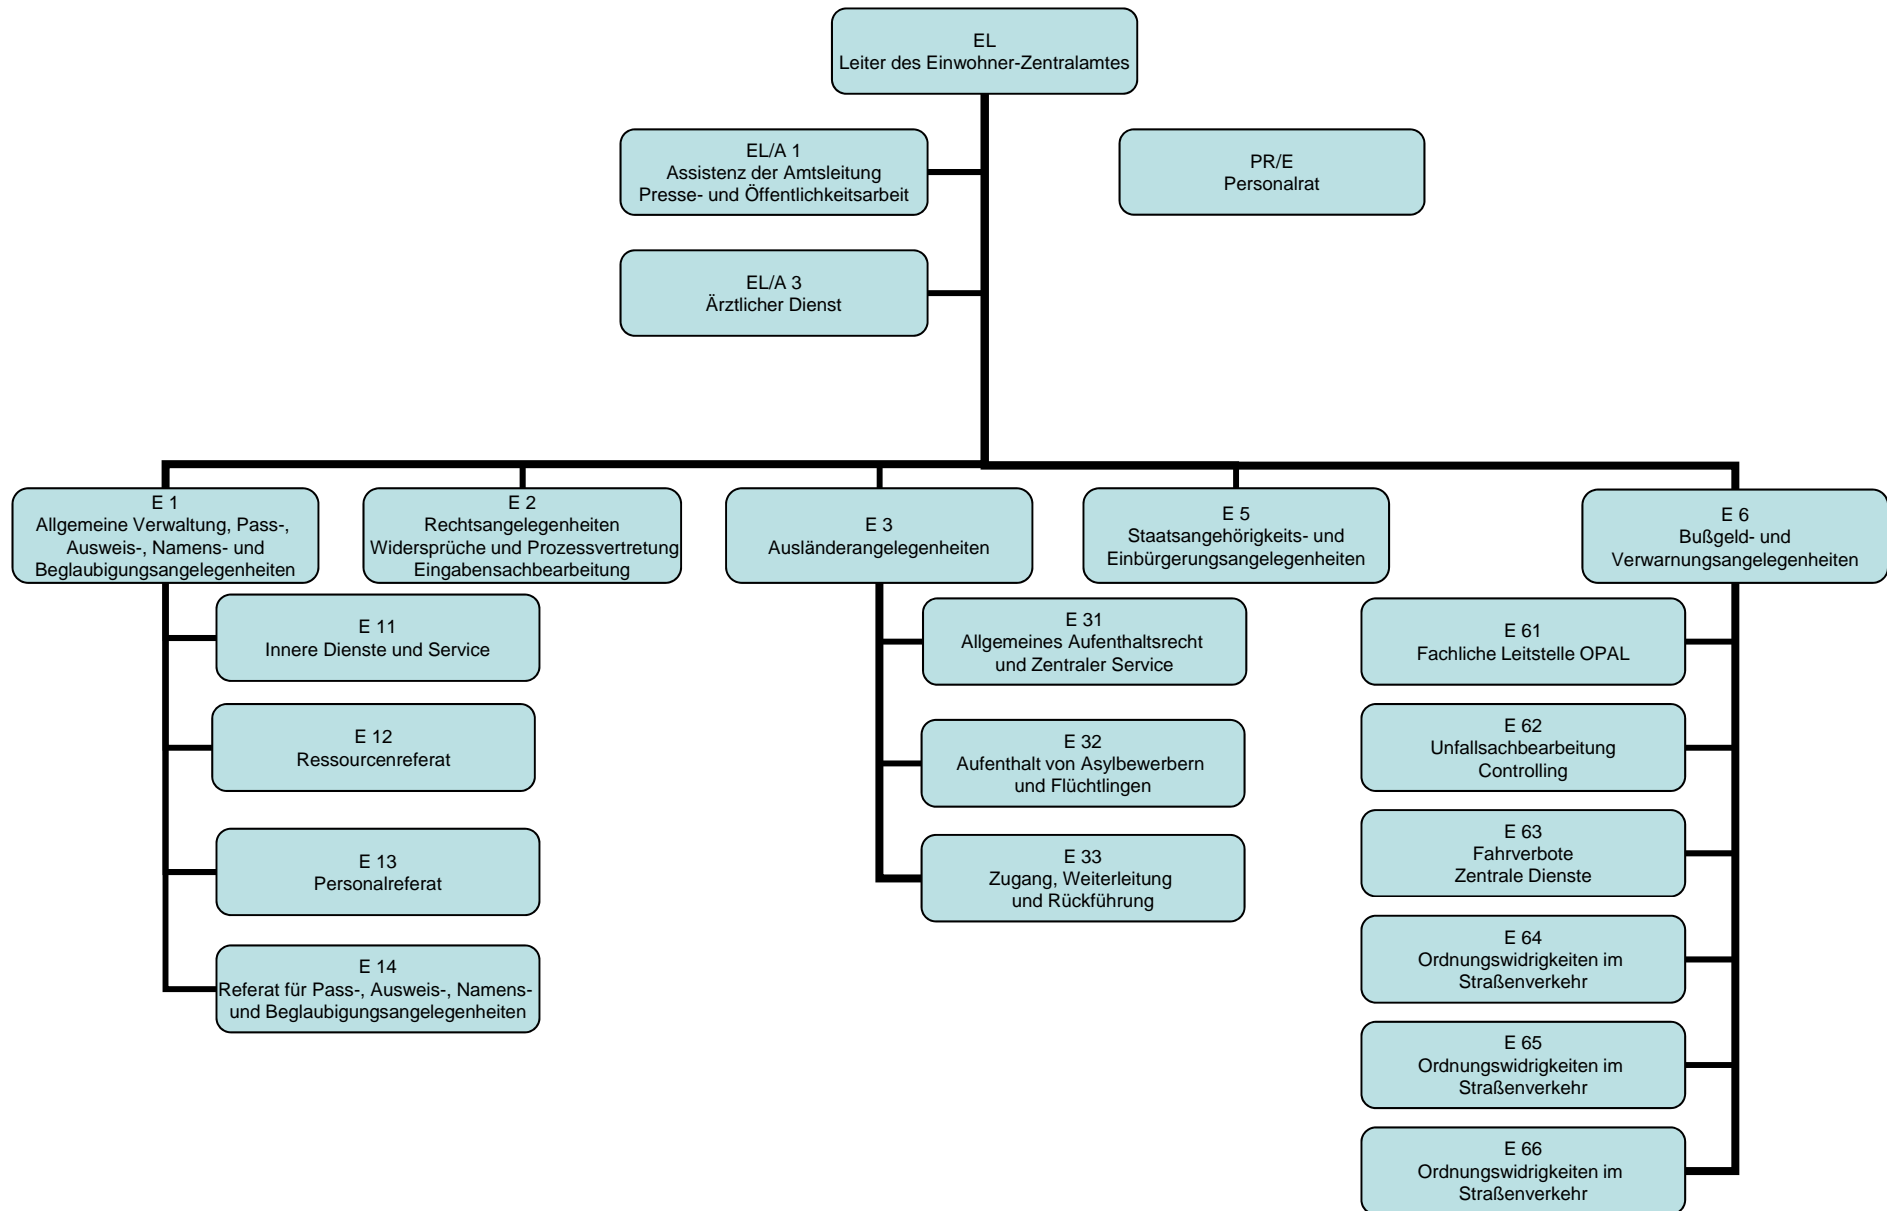 EL
Leiter des Einwohner-Zentralamtes
EL/A 1
Assistenz der Amtsleitung
Presse- und Öffentlichkeitsarbeit
PR/E
Personalrat
EL/A 3
Ärztlicher Dienst
E 1
Allgemeine Verwaltung, Pass-,
Ausweis-, Namens- und
Beglaubigungsangelegenheiten
E 2
Rechtsangelegenheiten
Widersprüche und Prozessvertretung
Eingabensachbearbeitung
E 3
Ausländerangelegenheiten
E 5
Staatsangehörigkeits- und
Einbürgerungsangelegenheiten
E 6
Bußgeld- und
Verwarnungsangelegenheiten
E 11
Innere Dienste und Service
E 12
Ressourcenreferat
E 13
Personalreferat
E 14
Referat für Pass-, Ausweis-, Namens-
und Beglaubigungsangelegenheiten
E 31
Allgemeines Aufenthaltsrecht
und Zentraler Service
E 32
Aufenthalt von Asylbewerbern
und Flüchtlingen
E 33
Zugang, Weiterleitung
und Rückführung
E 61
Fachliche Leitstelle OPAL
E 62
Unfallsachbearbeitung
Controlling
E 63
Fahrverbote
Zentrale Dienste
E 64
Ordnungswidrigkeiten im
Straßenverkehr
E 65
Ordnungswidrigkeiten im
Straßenverkehr
E 66
Ordnungswidrigkeiten im
Straßenverkehr